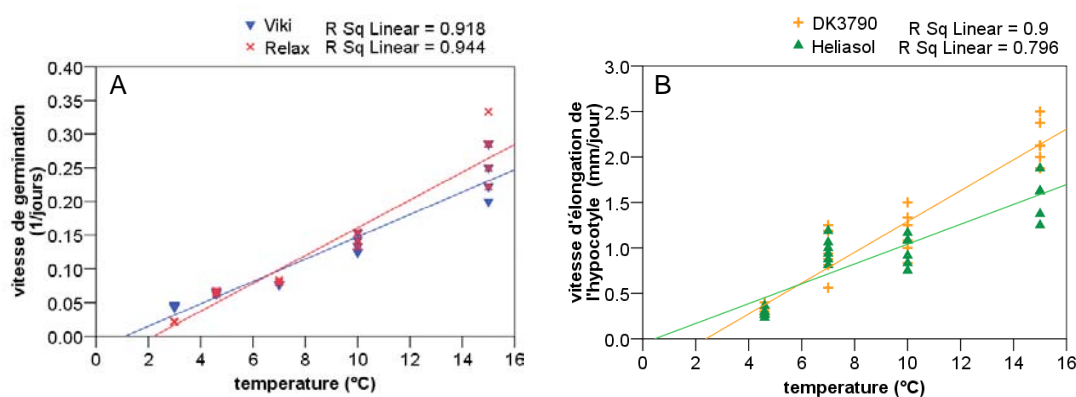 Viki R Sq Linear = 0.918
Relax R Sq Linear = 0.944
A
vitesse de germination
(1/jours)
0.40
0.35
0.30
0.25
0.20
0.15
0.10
0.05
0.00
0 2 4 6 8 10 12 14 16
temperature (ºC)
DK3790 R Sq Linear = 0.9
Heliasol R Sq Linear = 0.796
B
vitesse d'élongation de
l'hypocotyle (mm/jour)
3.0
2.5
2.0
1.5
1.0
0.5
0.0
0 2 4 6 8 10 12 14 16
temperature (ºC)